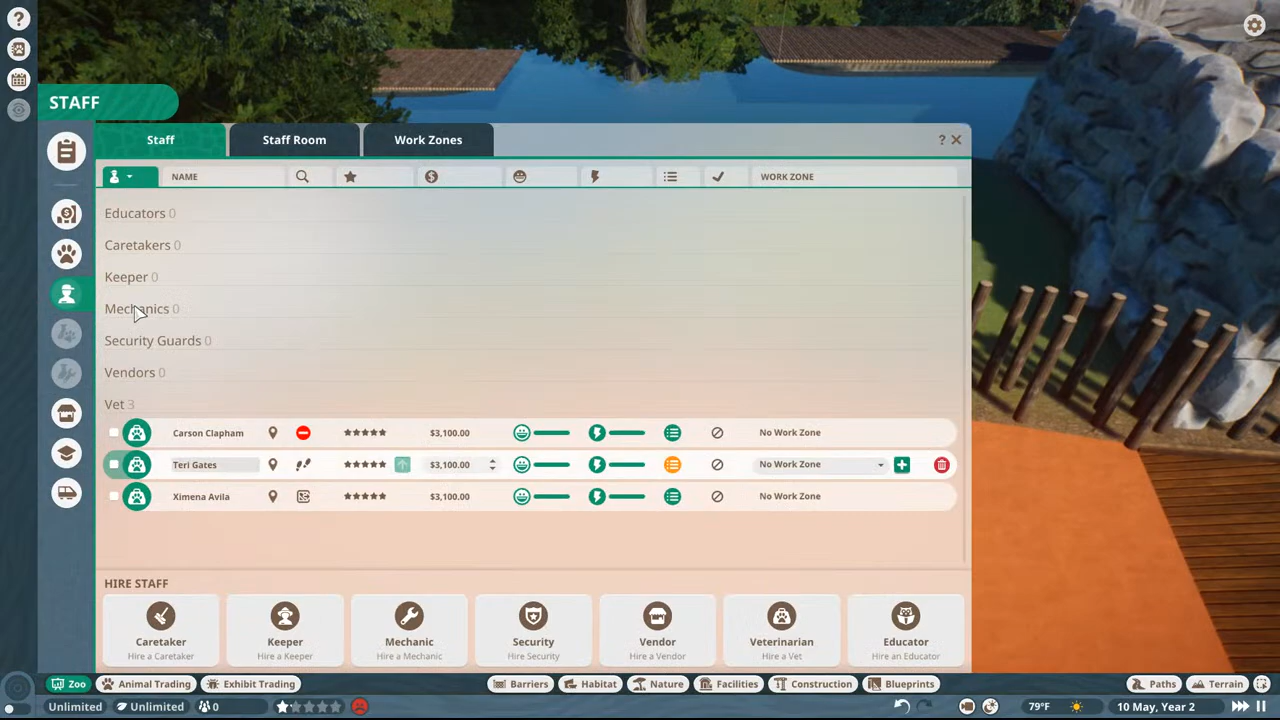 STAFF
Staff
Staff Room
Work Zones
NAME
WORK ZONE
Educators 0
Caretakers 0
Keeper 0
Mechanics 0
Security Guards 0
Vendors 0
Vet 3
Carson Clapham $3,100.00 No Work Zone
Teri Gates $3,100.00 No Work Zone
Ximena Avila $3,100.00 No Work Zone
HIRE STAFF
Caretaker Keeper Mechanic Security Vendor Veterinarian Educator
Hire a Caretaker Hire a Keeper Hire a Mechanic Hire Security Hire a Vendor Hire a Vet Hire an Educator
Zoo Animal Trading Exhibit Trading Barriers Habitat Nature Facilities Construction Blueprints Paths Terrain
Unlimited Unlimited 0 79°F 10 May, Year 2